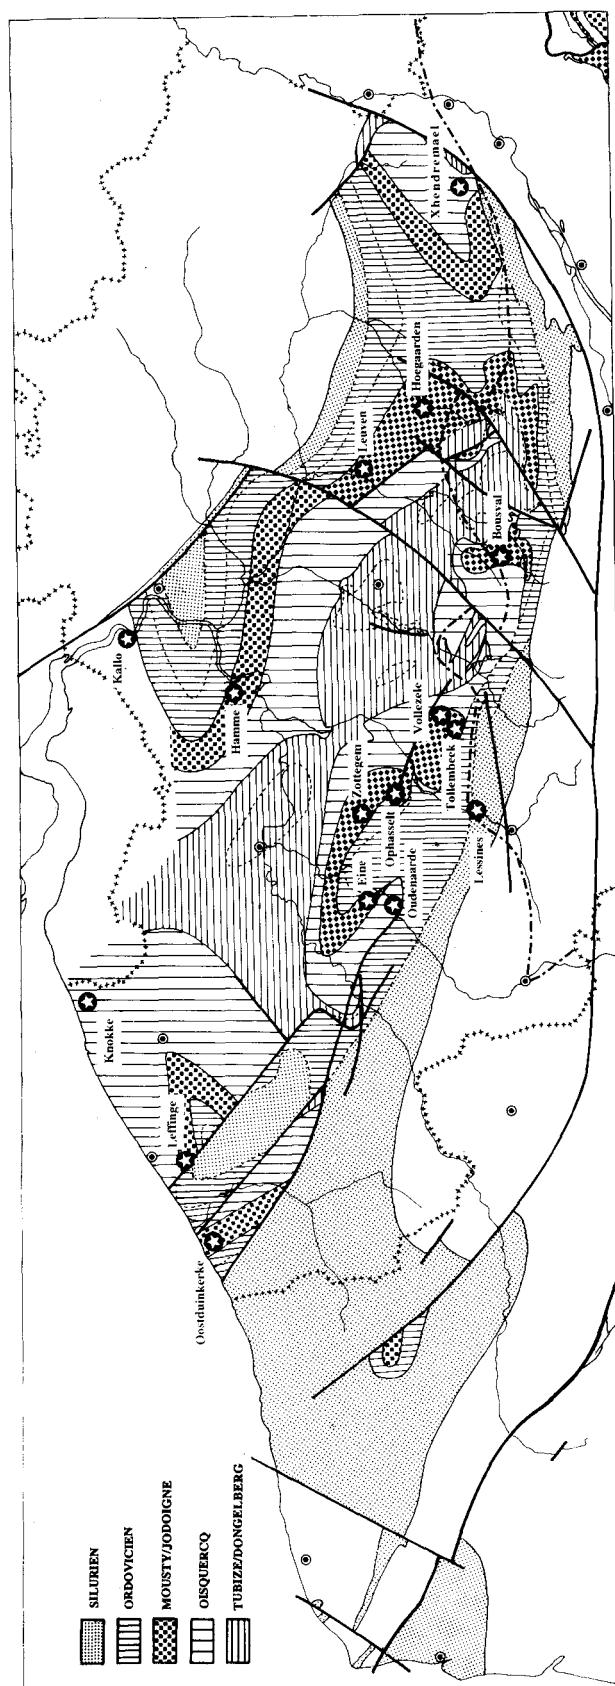 SILURIEN
ORDOVICIEN
MOUSTY/JODOIGNE
OISQUERCQ
TUBIZE/DONGELBERG
Oostduinkerke
Leffinge
Knokke
Kallo
Hamme
Eine
Oudenaarde
Zottegem
Ophasselt
Lessines
Vollezele
Tollembeek
Bousval
Leuven
Hoegaarden
Xhendremael